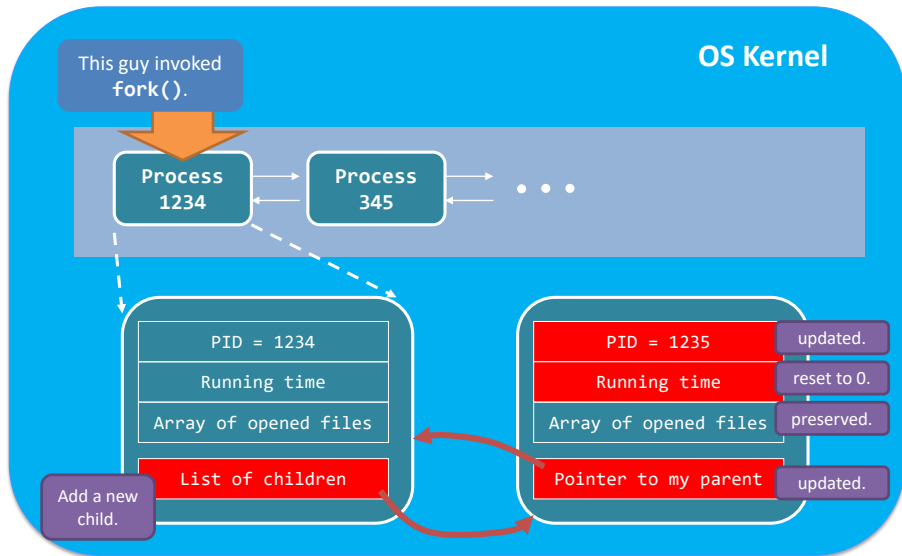 OS Kernel
This guy invoked
fork().
Process
1234
Process
345
• • •
PID = 1234
Running time
Array of opened files
List of children
Add a new
child.
PID = 1235
updated.
Running time
reset to 0.
Array of opened files
preserved.
Pointer to my parent
updated.